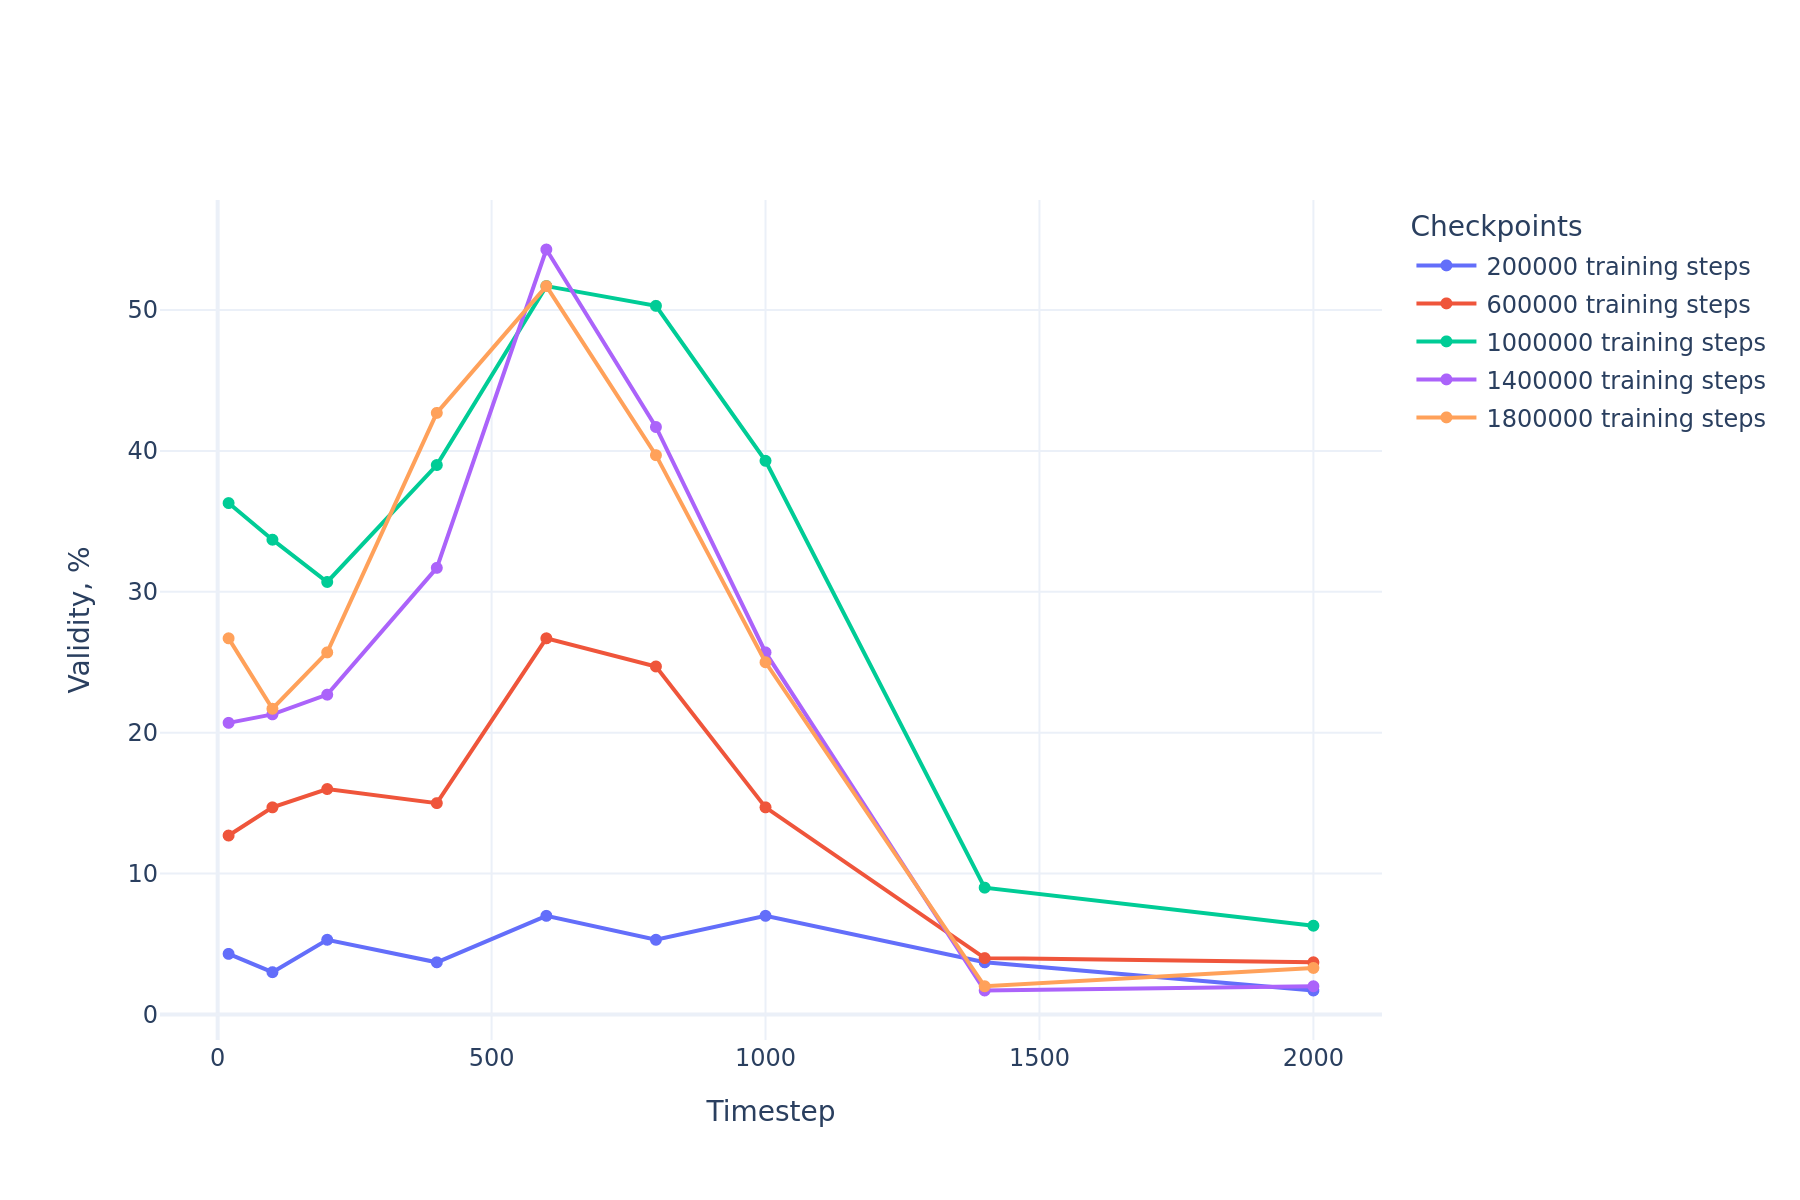 Checkpoints
200000 training steps
600000 training steps
1000000 training steps
1400000 training steps
1800000 training steps
50
40
30
20
10
0
Validity, %
0 500 1000 1500 2000
Timestep